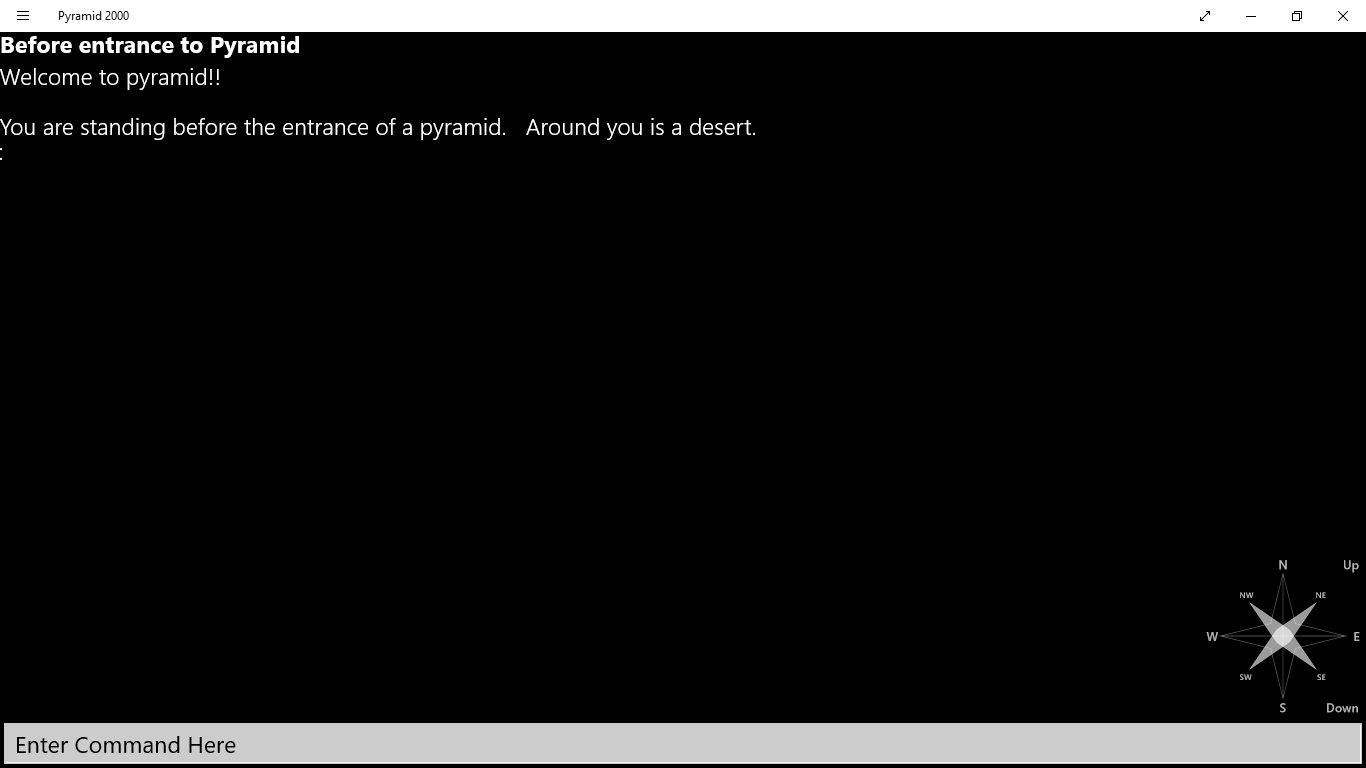 Pyramid 2000
Before entrance to Pyramid
Welcome to pyramid!!
You are standing before the entrance of a pyramid.   Around you is a desert.
:
N
Up
NW
NE
W
E
SW
SE
S
Down
Enter Command Here